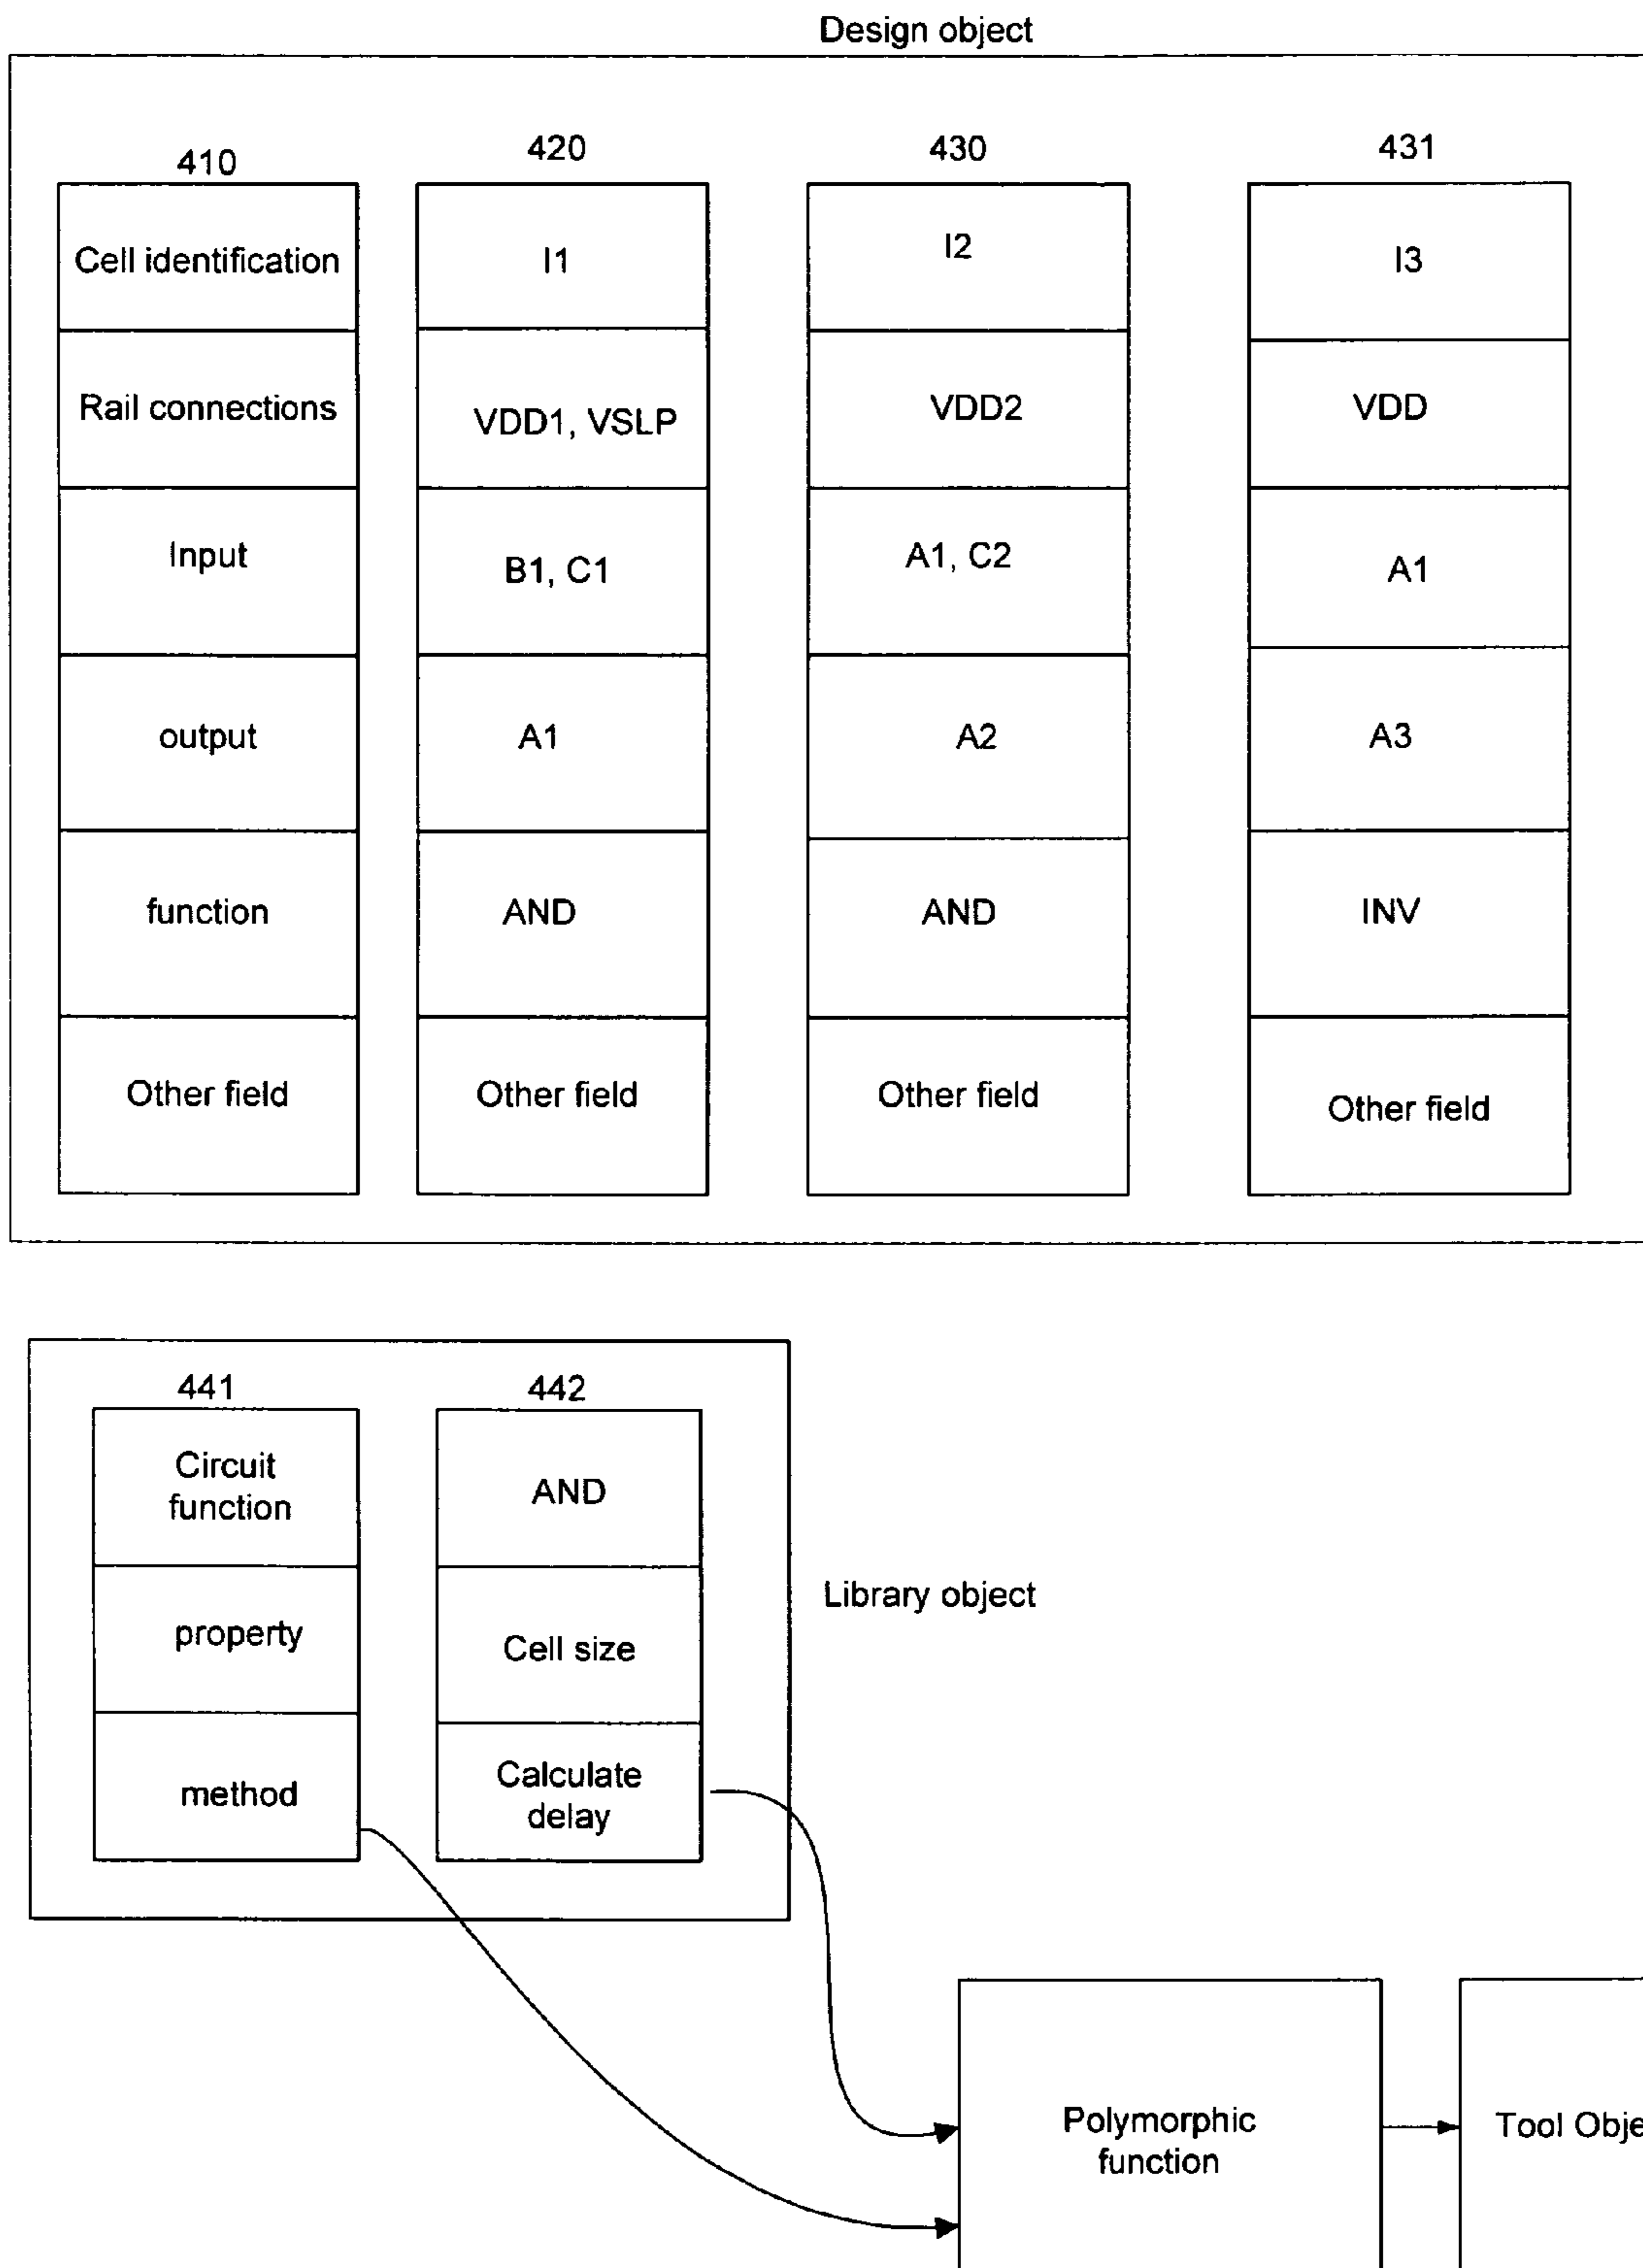 Design object
410
420
430
431
Cell identification
I1
I2
I3
Rail connections
VDD1, VSLP
VDD2
VDD
Input
B1, C1
A1, C2
A1
output
A1
A2
A3
function
AND
AND
INV
Other field
Other field
Other field
Other field
441
442
Circuit
function
AND
property
Cell size
method
Calculate
delay
Library object
Polymorphic
function
Tool